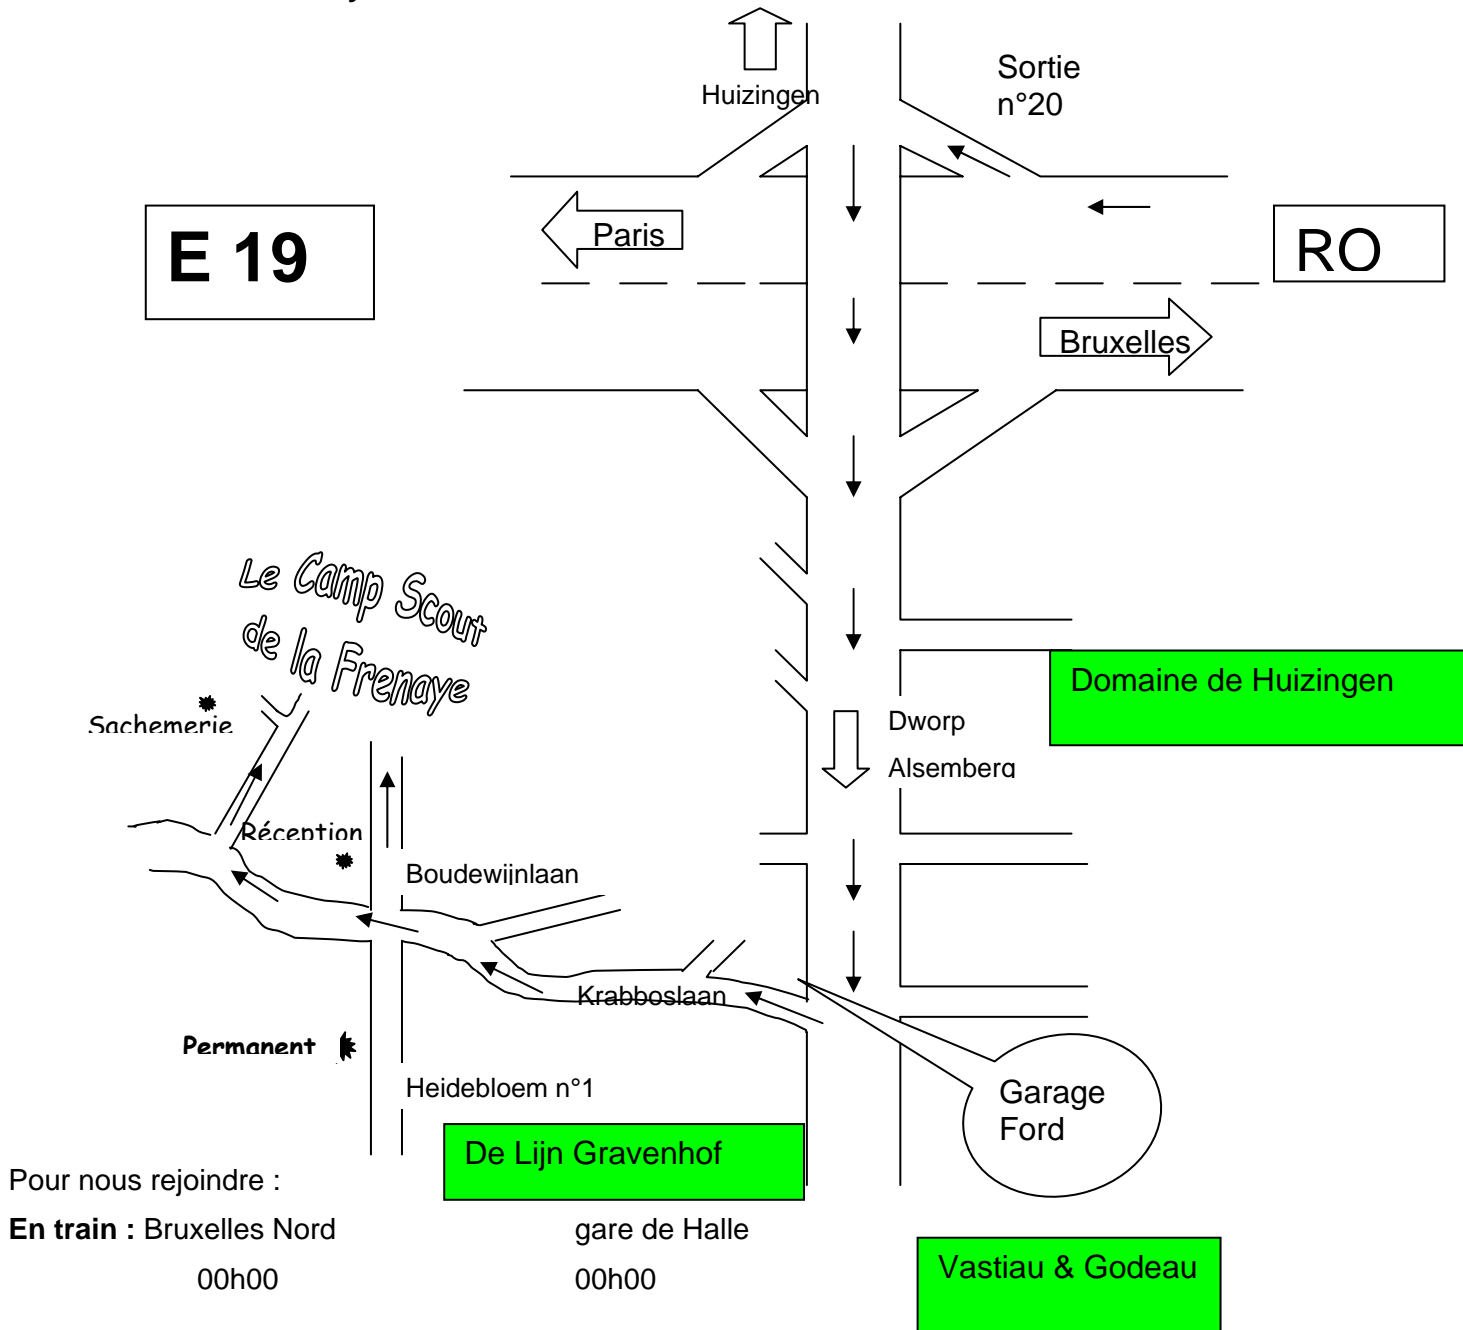 Huizingen
Sortie
n°20
E 19
Paris
RO
Bruxelles
Le Camp Scout
de la Frenaye
Domaine de Huizingen
Sachemerie
Dworp
Alsemberg
Réception
Boudewijnlaan
Krabboslaan
Permanent
Heidebloem n°1
Garage
Ford
De Lijn Gravenhof
Pour nous rejoindre :
En train : Bruxelles Nord gare de Halle
00h00 00h00
Vastiau & Godeau